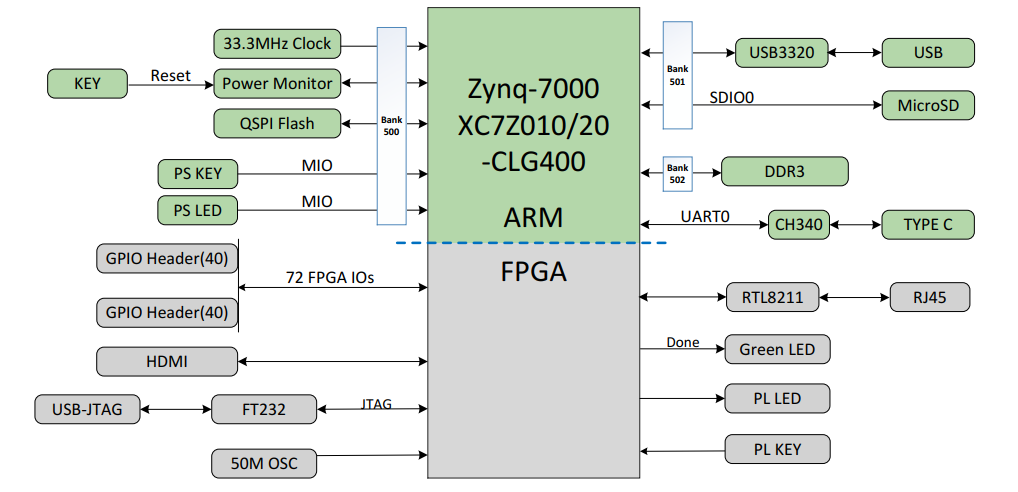 33.3MHz Clock
KEY
Reset
Power Monitor
QSPI Flash
PS KEY
MIO
PS LED
MIO
Bank
500
Zynq-7000
XC7Z010/20
-CLG400
ARM
FPGA
Bank
501
USB3320
USB
SDIO0
MicroSD
Bank
502
DDR3
UART0
CH340
TYPE C
GPIO Header(40)
72 FPGA IOs
GPIO Header(40)
HDMI
USB-JTAG
FT232
JTAG
50M OSC
RTL8211
RJ45
Done
Green LED
PL LED
PL KEY